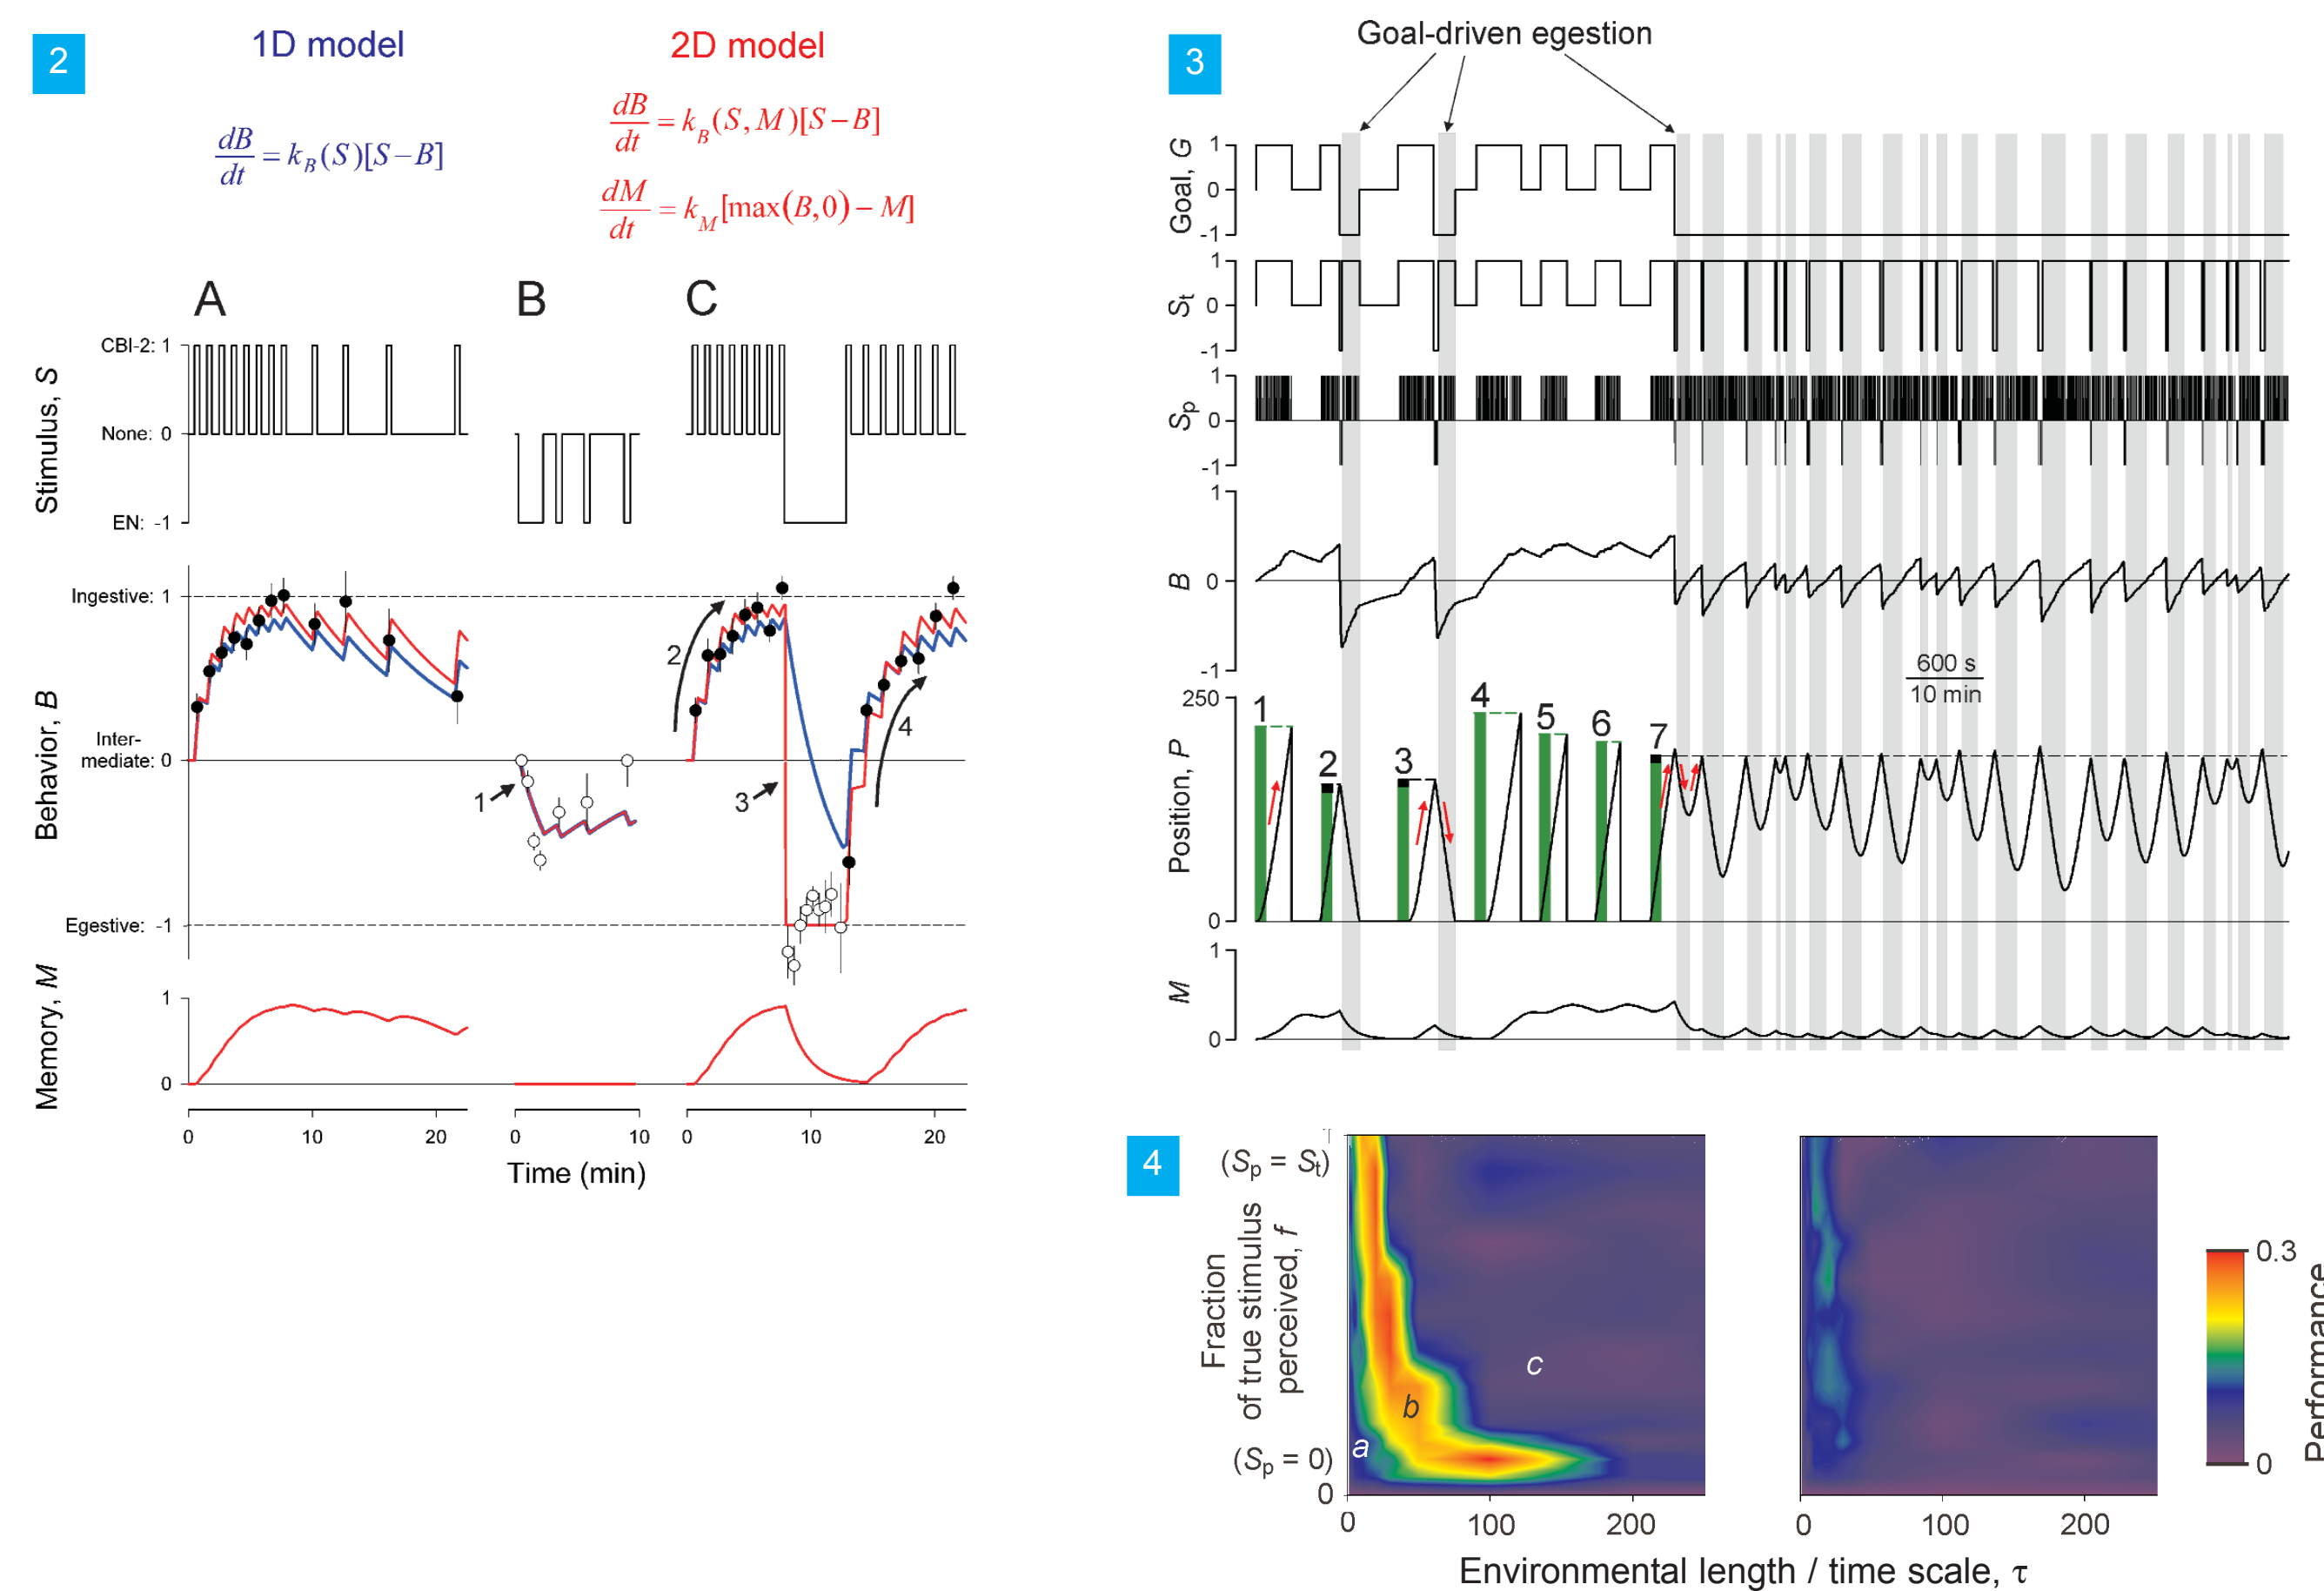 2
1D model
2D model
dB/dt = k_B(S)[S−B]
dB/dt = k_B(S, M)[S−B]
dM/dt = k_M[max(B,0) − M]
A
B
C
Stimulus, S
CBI-2: 1
None: 0
EN: -1
Behavior, B
Ingestive: 1
Inter-
mediate: 0
Egestive: -1
1
2
3
4
Memory, M
1
0
0 10 20
0 10
0 10 20
Time (min)
3
Goal-driven egestion
Goal, G
1
0
-1
St
1
0
-1
Sp
1
0
-1
B
1
0
-1
600 s
10 min
Position, P
250
0
1 2 3 4 5 6 7
M
1
0
4
(Sp = St)
Fraction
of true stimulus
perceived, f
(Sp = 0)
0
a
b
c
0 100 200
0 100 200
Environmental length / time scale, τ
0.3
0
Performance